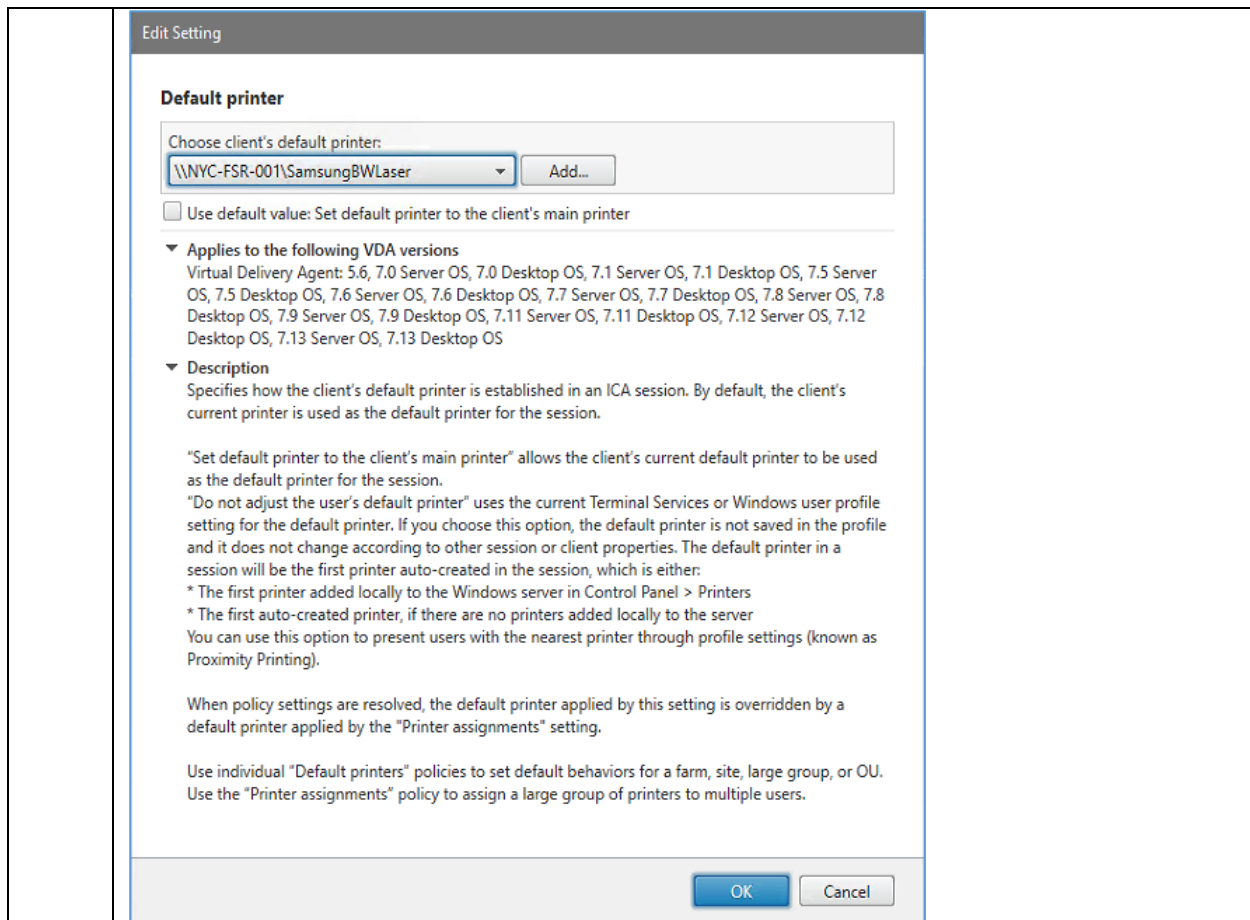 Edit Setting
Default printer
Choose client's default printer:
\\NYC-FSR-001\SamsungBWLaser
Add...
Use default value: Set default printer to the client's main printer
Applies to the following VDA versions
Virtual Delivery Agent: 5.6, 7.0 Server OS, 7.0 Desktop OS, 7.1 Server OS, 7.1 Desktop OS, 7.5 Server
OS, 7.5 Desktop OS, 7.6 Server OS, 7.6 Desktop OS, 7.7 Server OS, 7.7 Desktop OS, 7.8 Server OS, 7.8
Desktop OS, 7.9 Server OS, 7.9 Desktop OS, 7.11 Server OS, 7.11 Desktop OS, 7.12 Server OS, 7.12
Desktop OS, 7.13 Server OS, 7.13 Desktop OS
Description
Specifies how the client's default printer is established in an ICA session. By default, the client's
current printer is used as the default printer for the session.
"Set default printer to the client's main printer" allows the client's current default printer to be used
as the default printer for the session.
"Do not adjust the user's default printer" uses the current Terminal Services or Windows user profile
setting for the default printer. If you choose this option, the default printer is not saved in the profile
and it does not change according to other session or client properties. The default printer in a
session will be the first printer auto-created in the session, which is either:
* The first printer added locally to the Windows server in Control Panel > Printers
* The first auto-created printer, if there are no printers added locally to the server
You can use this option to present users with the nearest printer through profile settings (known as
Proximity Printing).
When policy settings are resolved, the default printer applied by this setting is overridden by a
default printer applied by the "Printer assignments" setting.
Use individual "Default printers" policies to set default behaviors for a farm, site, large group, or OU.
Use the "Printer assignments" policy to assign a large group of printers to multiple users.
OK
Cancel